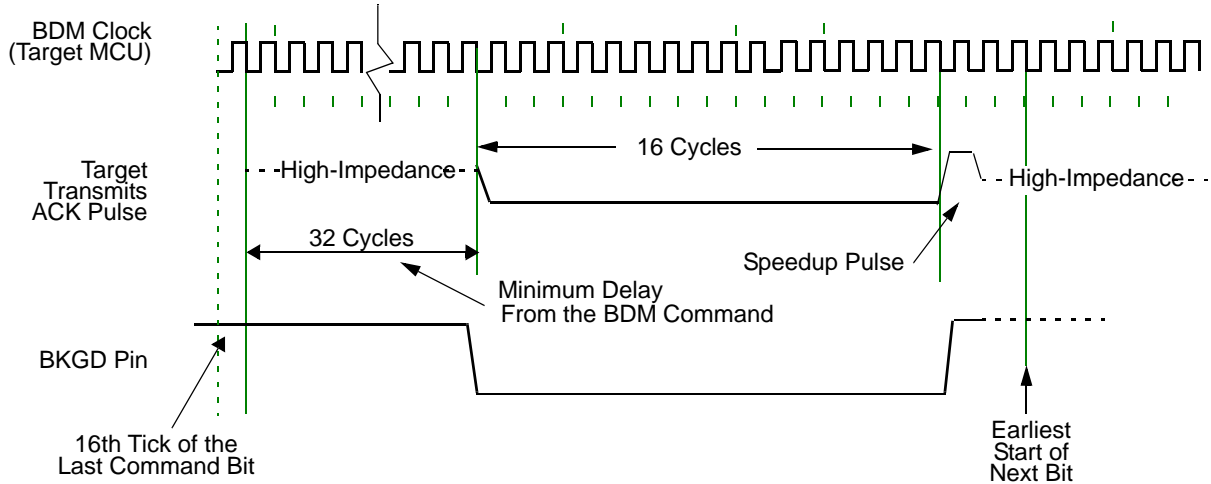 BDM Clock
(Target MCU)
16 Cycles
Target
Transmits
ACK Pulse
High-Impedance
High-Impedance
32 Cycles
Speedup Pulse
Minimum Delay
From the BDM Command
BKGD Pin
16th Tick of the
Last Command Bit
Earliest
Start of
Next Bit